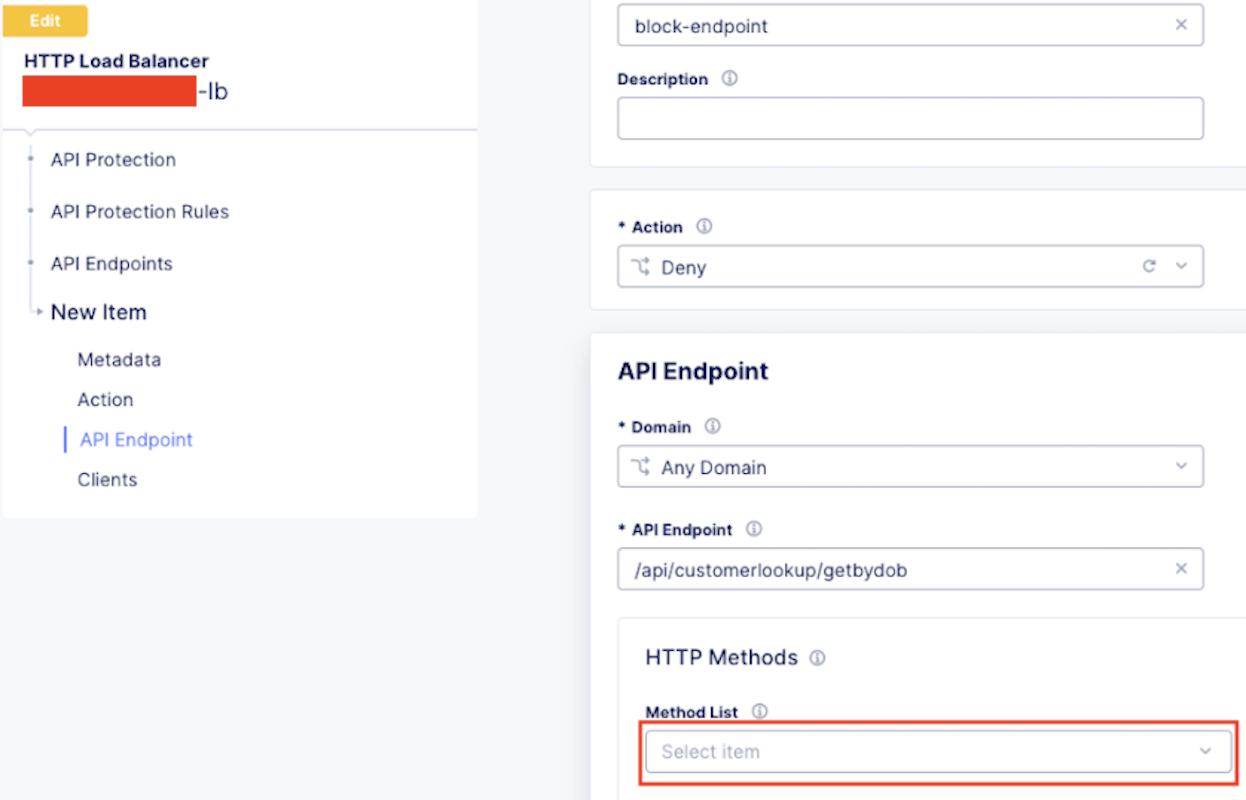 Edit
HTTP Load Balancer
-lb
API Protection
API Protection Rules
API Endpoints
New Item
Metadata
Action
API Endpoint
Clients
block-endpoint
Description
* Action
Deny
API Endpoint
* Domain
Any Domain
* API Endpoint
/api/customerlookup/getbydob
HTTP Methods
Method List
Select item